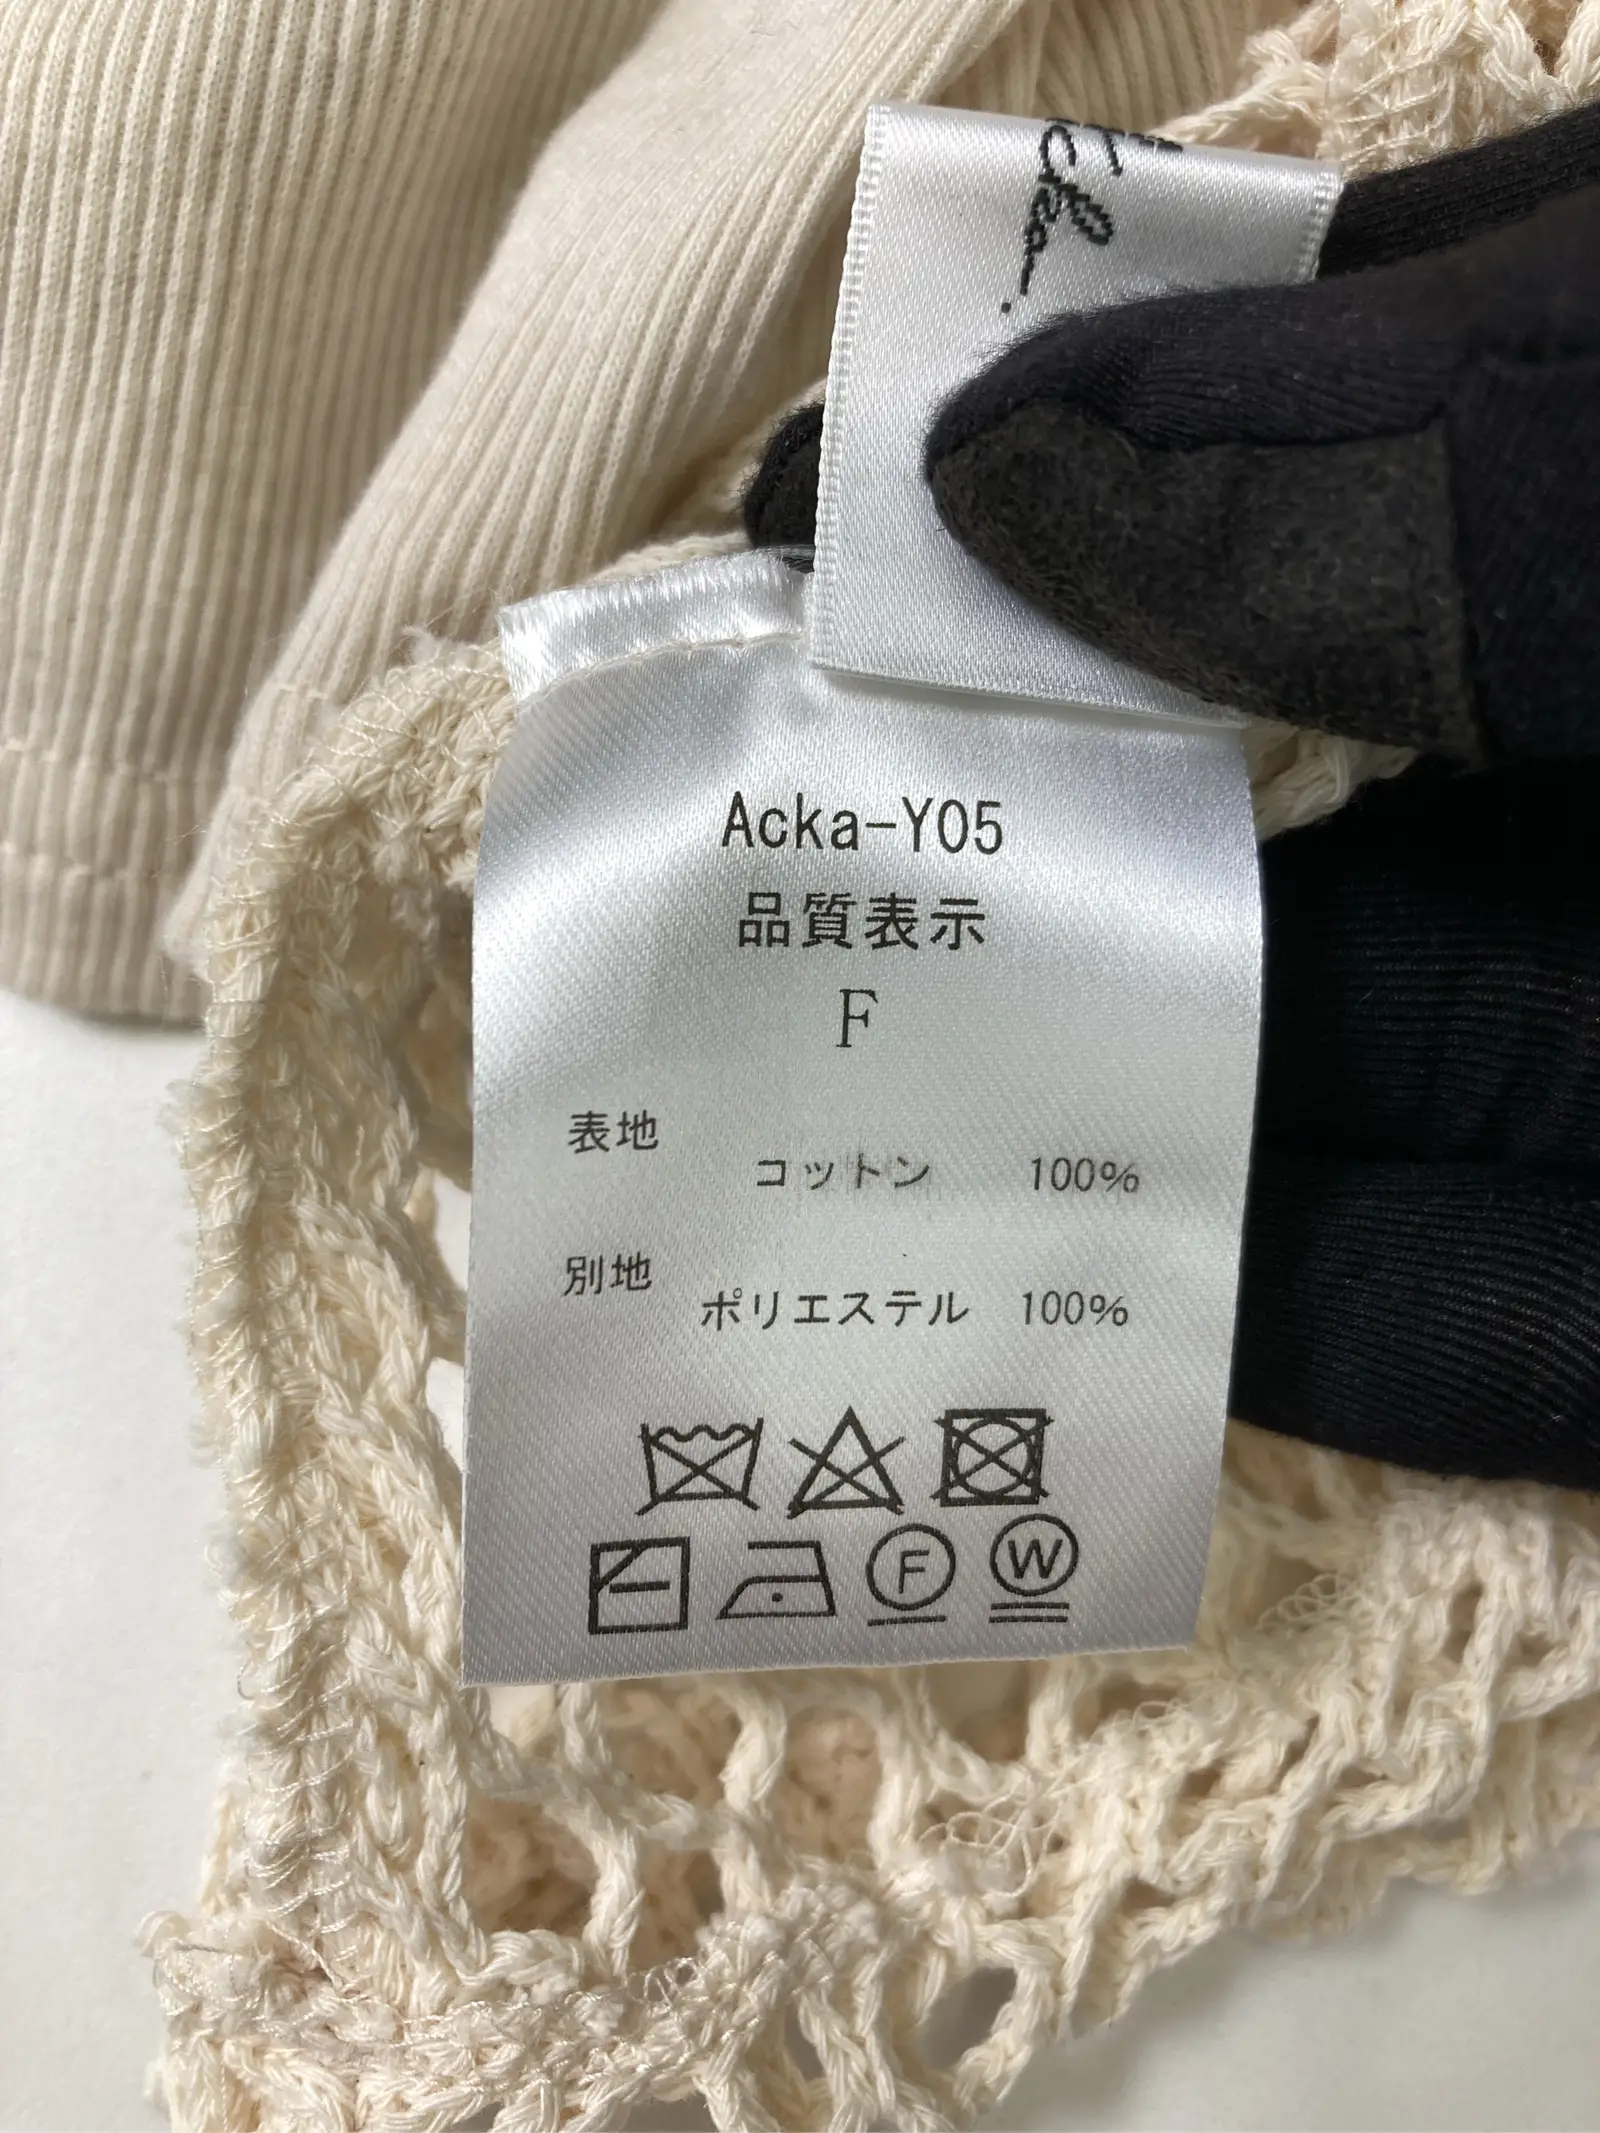 Acka-Y05
品質表示
F
表地
コットン 100%
別地
ポリエステル 100%
F W